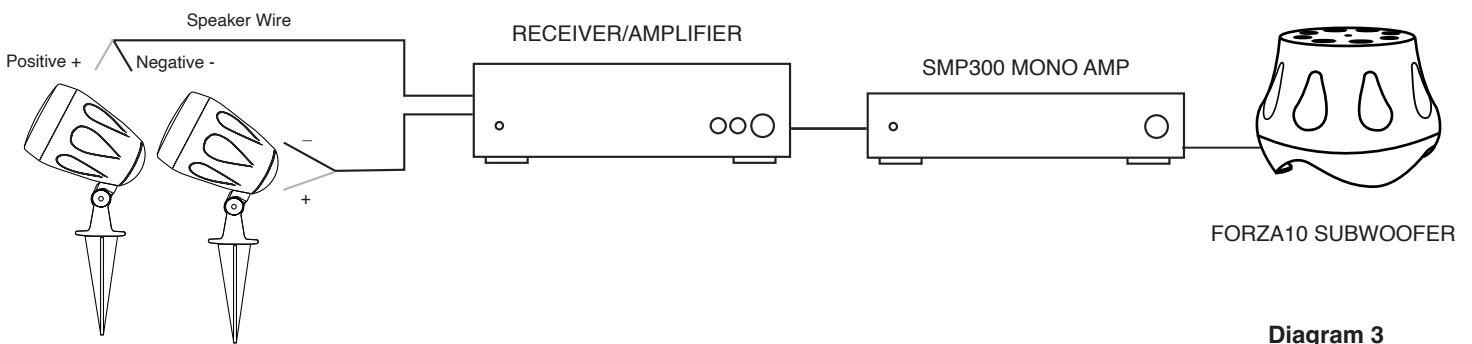 Speaker Wire
Positive +
Negative -
–
+
RECEIVER/AMPLIFIER
SMP300 MONO AMP
FORZA10 SUBWOOFER
Diagram 3